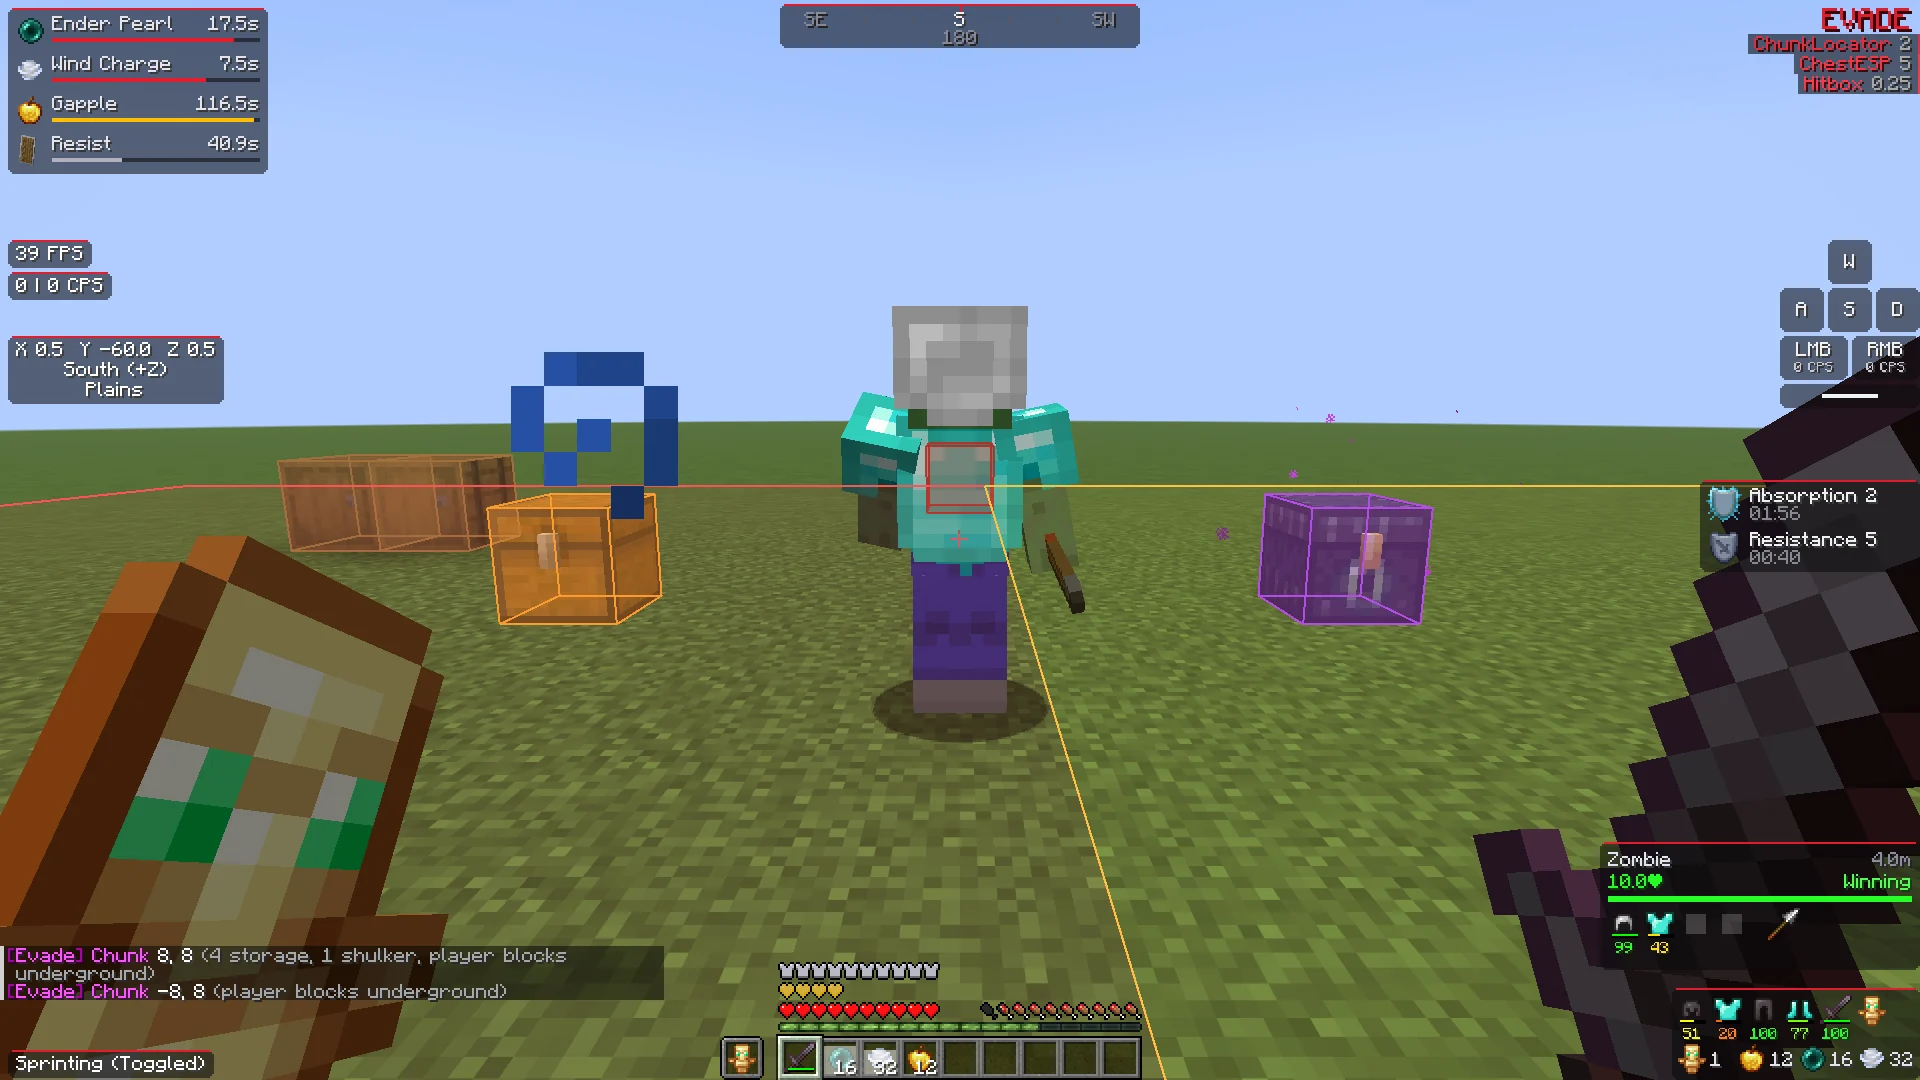 Ender Pearl 17.5s
Wind Charge 7.5s
Gapple 116.5s
Resist 40.9s
SE S SW
180
EVADE
ChunkLocator 2
ChestESP 5
Hitbox 0.25
39 FPS
0 | 0 CPS
X 0.5 Y -60.0 Z 0.5
South (+Z)
Plains
W
A S D
LMB RMB
0 CPS 0 CPS
Absorption 2
01:56
Resistance 5
00:40
Zombie 4.0m
10.0♥ Winning
99 43
[Evade] Chunk 8, 8 (4 storage, 1 shulker, player blocks
underground)
[Evade] Chunk -8, 8 (player blocks underground)
51 20 100 77 100
1 12 16 32
Sprinting (Toggled)
16 32 12